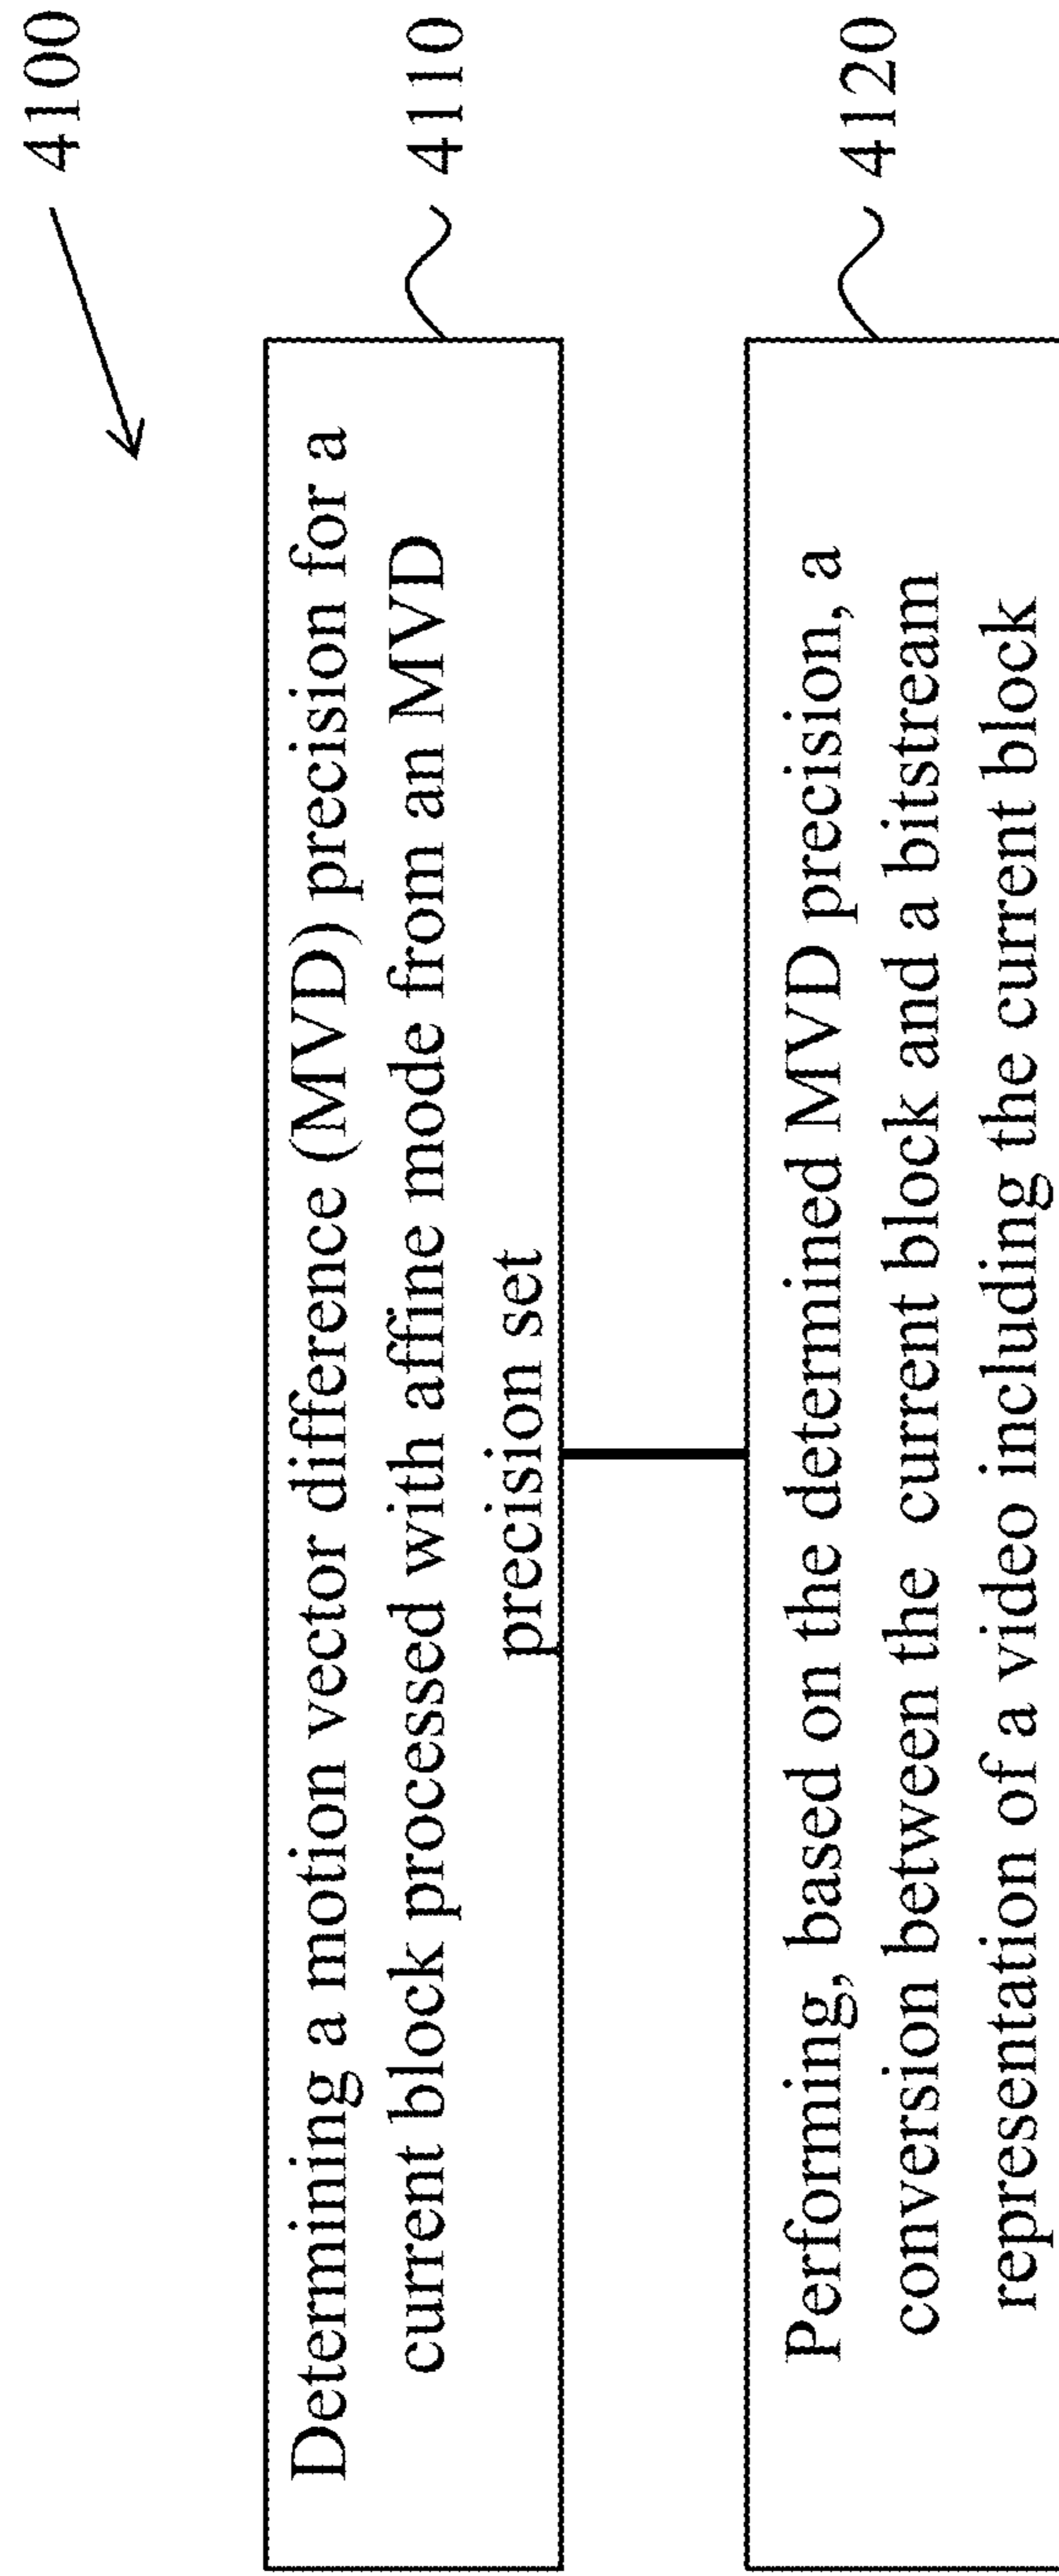 4100
Determining a motion vector difference (MVD) precision for a
current block processed with affine mode from an MVD
precision set
4110
Performing, based on the determined MVD precision, a
conversion between the current block and a bitstream
representation of a video including the current block
4120